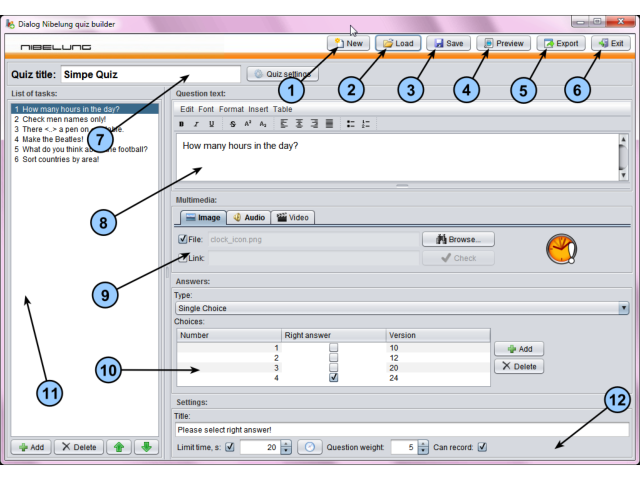 Dialog Nibelung quiz builder
NIBELUNG
New Load Save Preview Export Exit
Quiz title: Simpe Quiz Quiz settings
1 2 3 4 5 6
List of tasks: Question text:
1 How many hours in the day?
2 Check men names only!
3 There <..> a pen on table.
4 Make the Beatles!
5 What do you think ab the football?
6 Sort countries by area!
7
Edit Font Format Insert Table
B I U S A² A₂
How many hours in the day?
8
Multimedia:
Image Audio Video
File: clock_icon.png Browse...
Link: Check
9
Answers:
Type:
Single Choice
Choices:
Number Right answer Version
1 10
2 12
3 20
4 24
Add
Delete
10
11
12
Settings:
Title:
Please select right answer!
Limit time, s: 20 Question weight: 5 Can record:
Add Delete